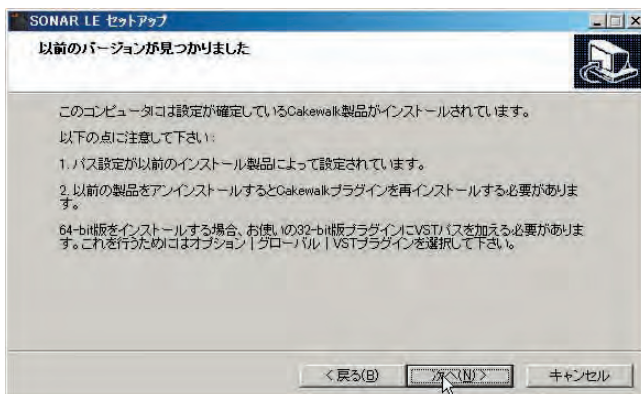 SONAR LE セットアップ
以前のバージョンが見つかりました
このコンピュータには設定が確定しているCakewalk製品がインストールされています。
以下の点に注意して下さい:
1. パス設定が以前のインストール製品によって設定されています。
2. 以前の製品をアンインストールするとCakewalkプラグインを再インストールする必要がありま
す。
64-bit版をインストールする場合、お使いの32-bit版プラグインにVSTパスを加える必要がありま
す。これを行うためにはオプション | グローバル | VSTプラグインを選択して下さい。
< 戻る(B) 次へ(N) > キャンセル